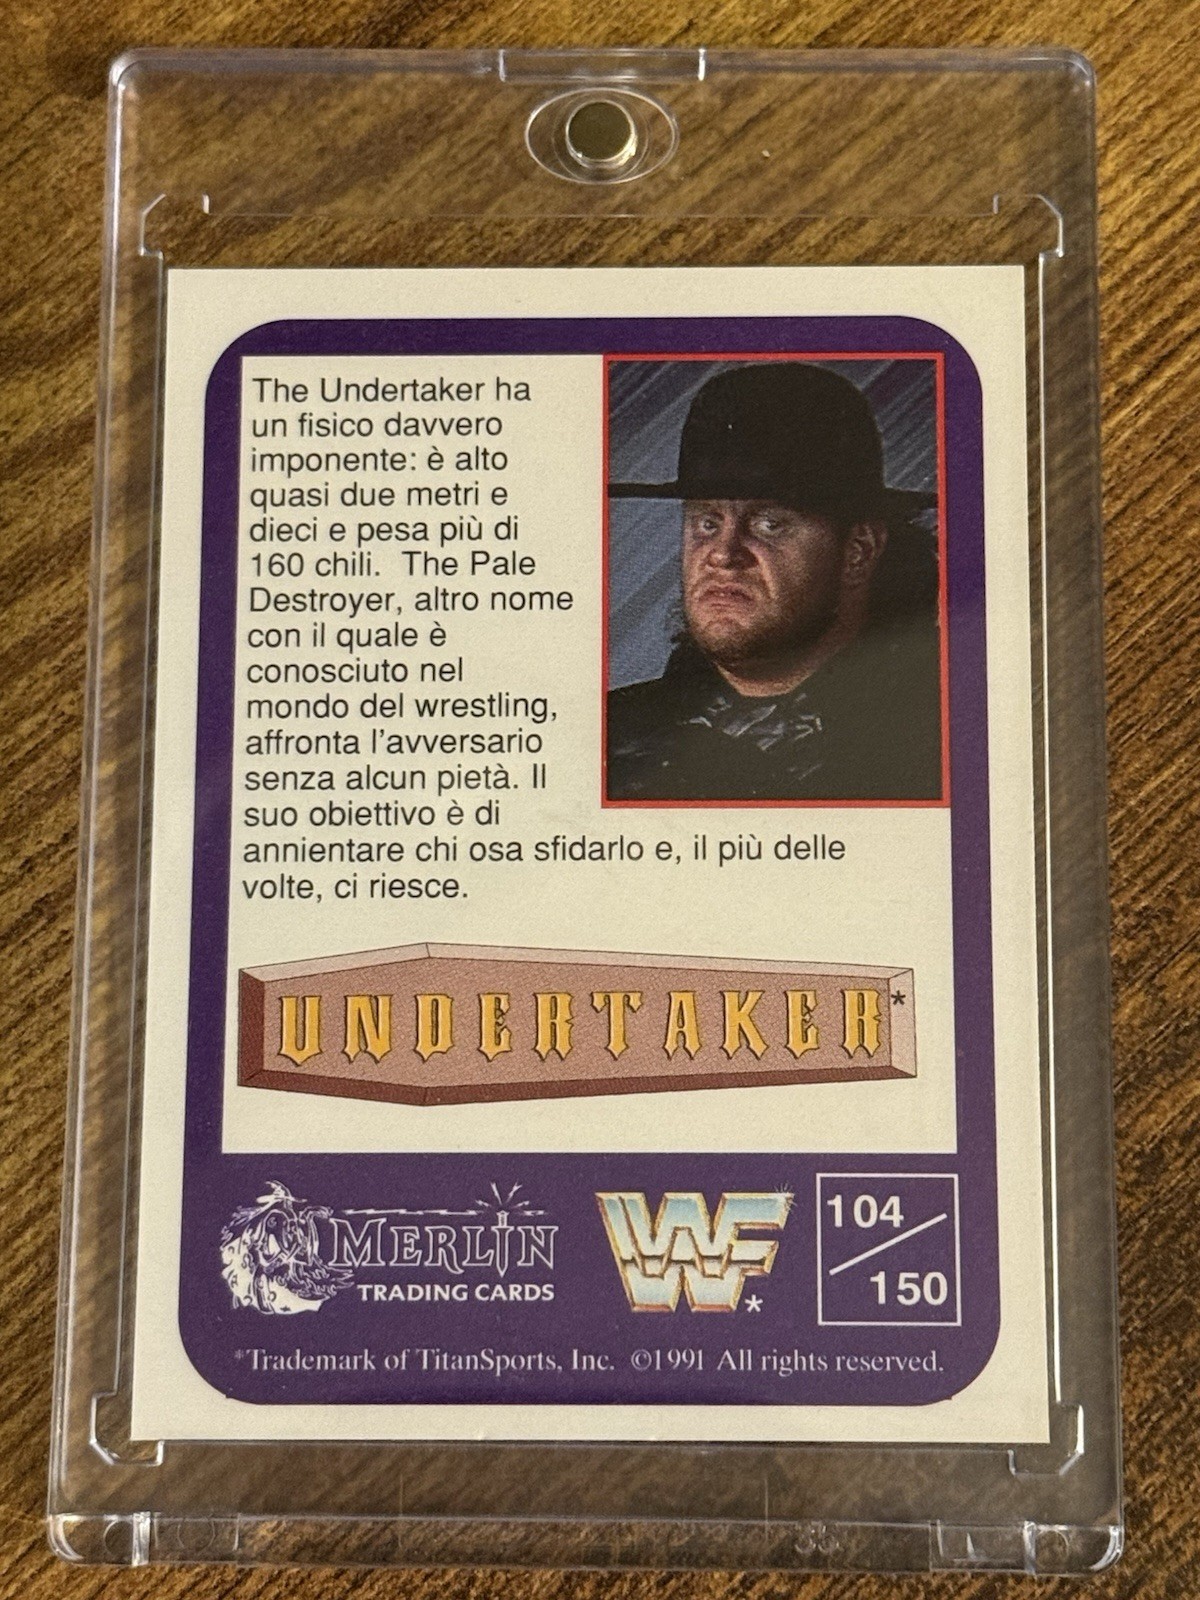 The Undertaker ha
un fisico davvero
imponente: è alto
quasi due metri e
dieci e pesa più di
160 chili. The Pale
Destroyer, altro nome
con il quale è
conosciuto nel
mondo del wrestling,
affronta l'avversario
senza alcun pietà. Il
suo obiettivo è di
annientare chi osa sfidarlo e, il più delle
volte, ci riesce.
UNDERTAKER*
MERLIN
TRADING CARDS
WWF*
104/150
*Trademark of TitanSports, Inc. ©1991 All rights reserved.